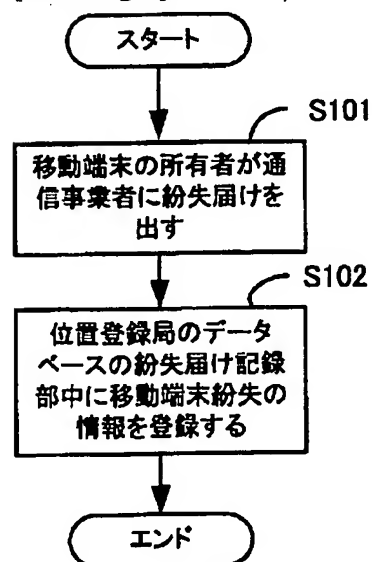 スタート
S101
移動端末の所有者が通
信事業者に紛失届けを
出す
S102
位置登録局のデータ
ベースの紛失届け記録
部中に移動端末紛失の
情報を登録する
エンド